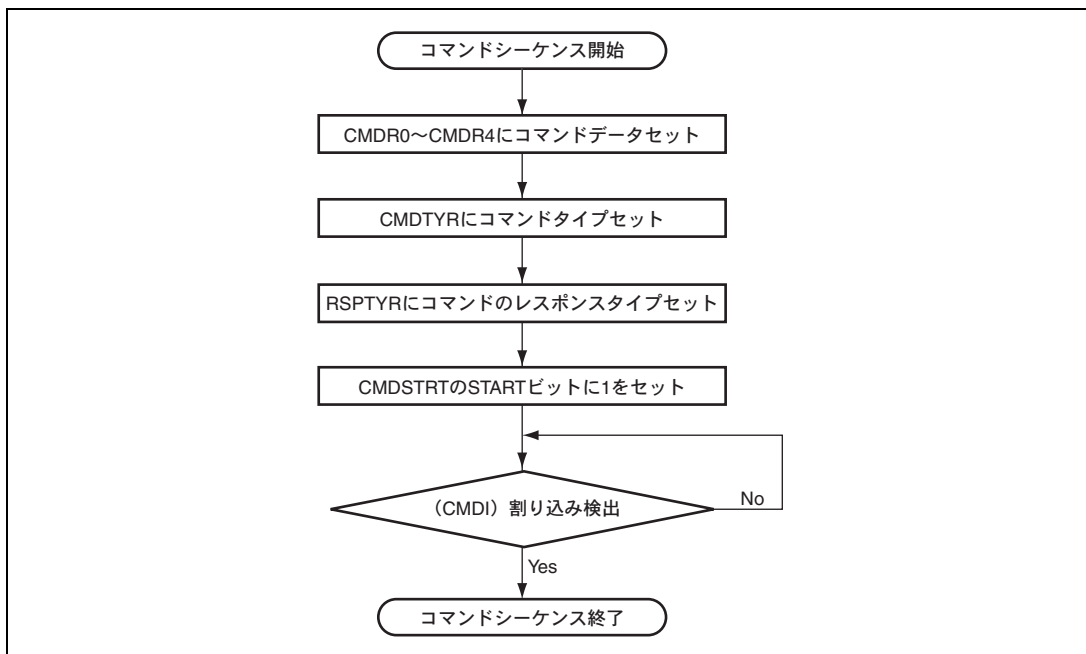 コマンドシーケンス開始
CMDR0～CMDR4にコマンドデータセット
CMDTYRにコマンドタイプセット
RSPTYRにコマンドのレスポンスタイプセット
CMDSTRTのSTARTビットに1をセット
（CMDI）割り込み検出
No
Yes
コマンドシーケンス終了